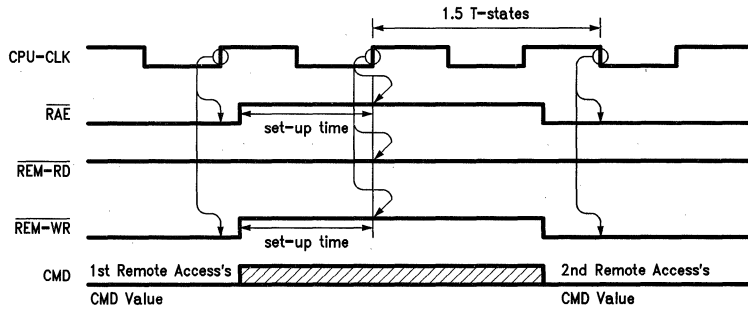 1.5 T-states
CPU-CLK
RAE
set-up time
REM-RD
REM-WR
set-up time
CMD
1st Remote Access's
2nd Remote Access's
CMD Value
CMD Value